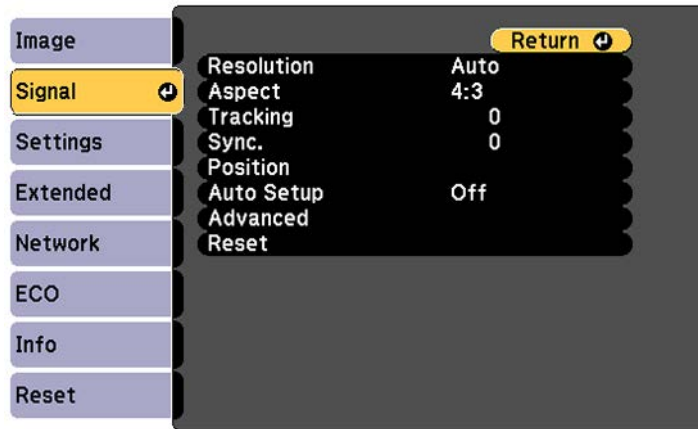 Image
Signal
Settings
Extended
Network
ECO
Info
Reset
Return
Resolution Auto
Aspect 4:3
Tracking 0
Sync. 0
Position
Auto Setup Off
Advanced
Reset